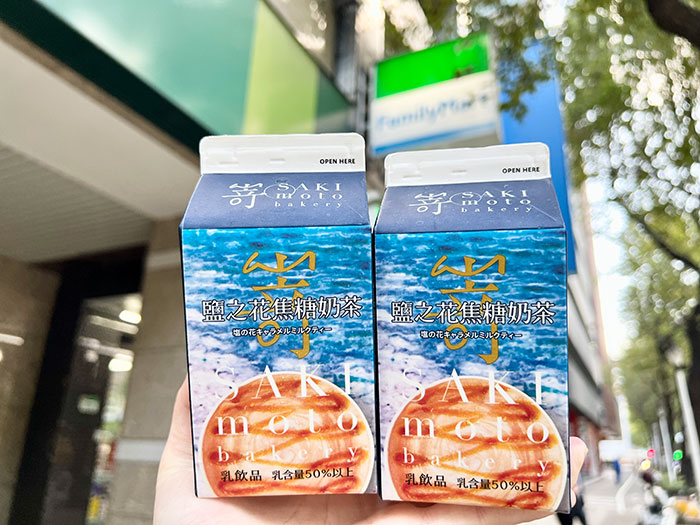 FamilyMart
OPEN HERE
嵜 SAKI
moto
bakery
嵜
鹽之花焦糖奶茶
塩の花キャラメルミルクティー
SAKI
moto
bakery
乳飲品 乳含量50%以上
OPEN HERE
嵜 SAKI
moto
bakery
嵜
鹽之花焦糖奶茶
塩の花キャラメルミルクティー
SAKI
moto
bakery
乳飲品 乳含量50%以上